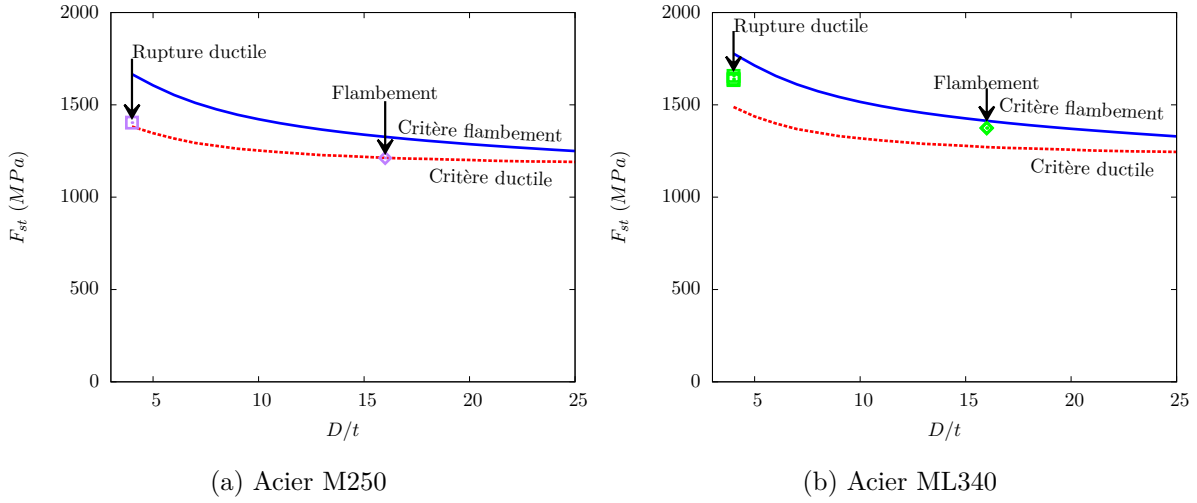 2000
1500
1000
500
0
F_st (MPa)
5 10 15 20 25
D/t
Rupture ductile
Flambement
Critère flambement
Critère ductile
(a) Acier M250
2000
1500
1000
500
0
F_st (MPa)
5 10 15 20 25
D/t
Rupture ductile
Flambement
Critère flambement
Critère ductile
(b) Acier ML340